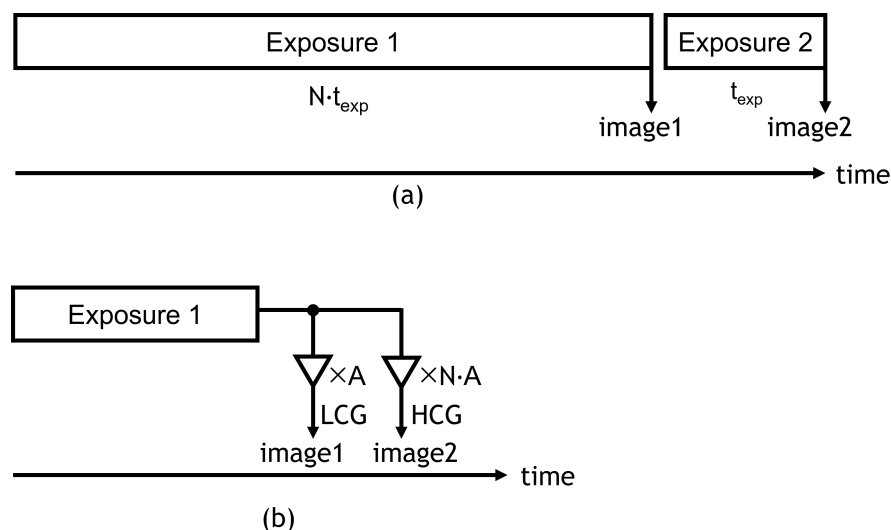 Exposure 1
Exposure 2
N·t_exp
t_exp
image1
image2
time
(a)
Exposure 1
×A
×N·A
LCG
HCG
image1
image2
time
(b)